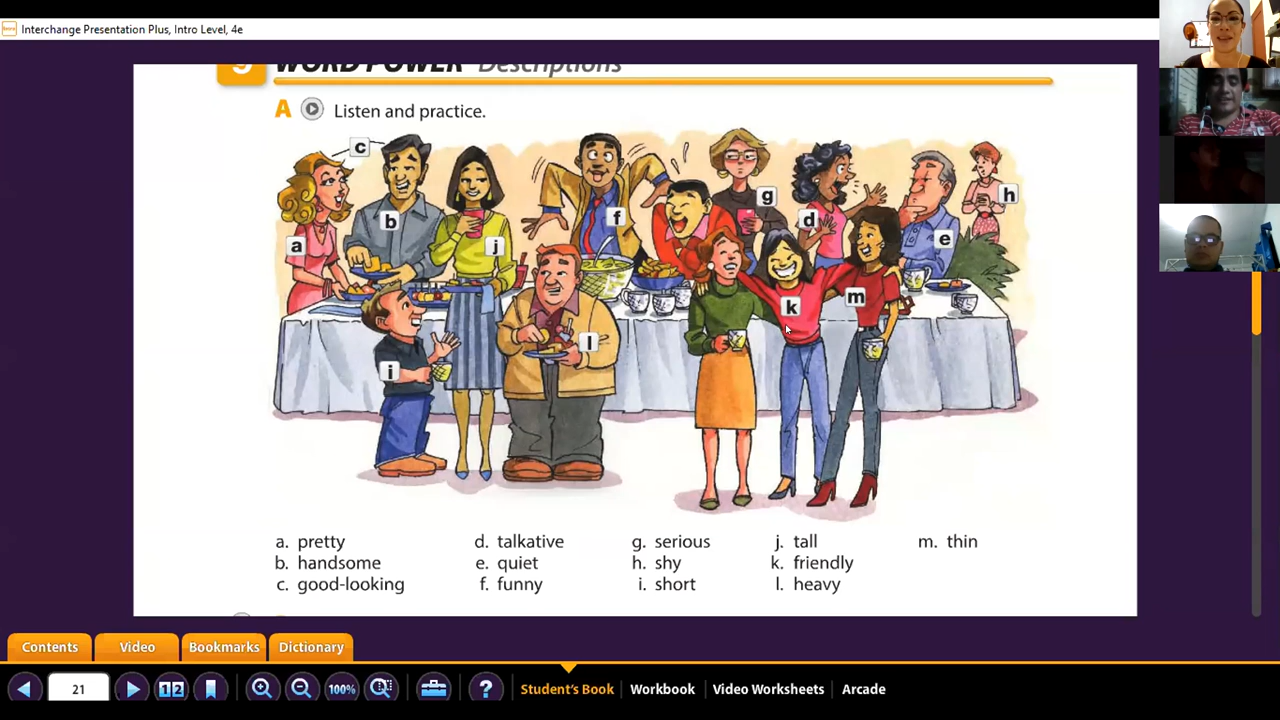 Interchange Presentation Plus, Intro Level, 4e
WORD POWER Descriptions
A Listen and practice.
c
a
b
j
f
g
d
e
h
i
l
k
m
a. pretty
b. handsome
c. good-looking
d. talkative
e. quiet
f. funny
g. serious
h. shy
i. short
j. tall
k. friendly
l. heavy
m. thin
Contents Video Bookmarks Dictionary
21 1 2 100% ? Student's Book Workbook Video Worksheets Arcade